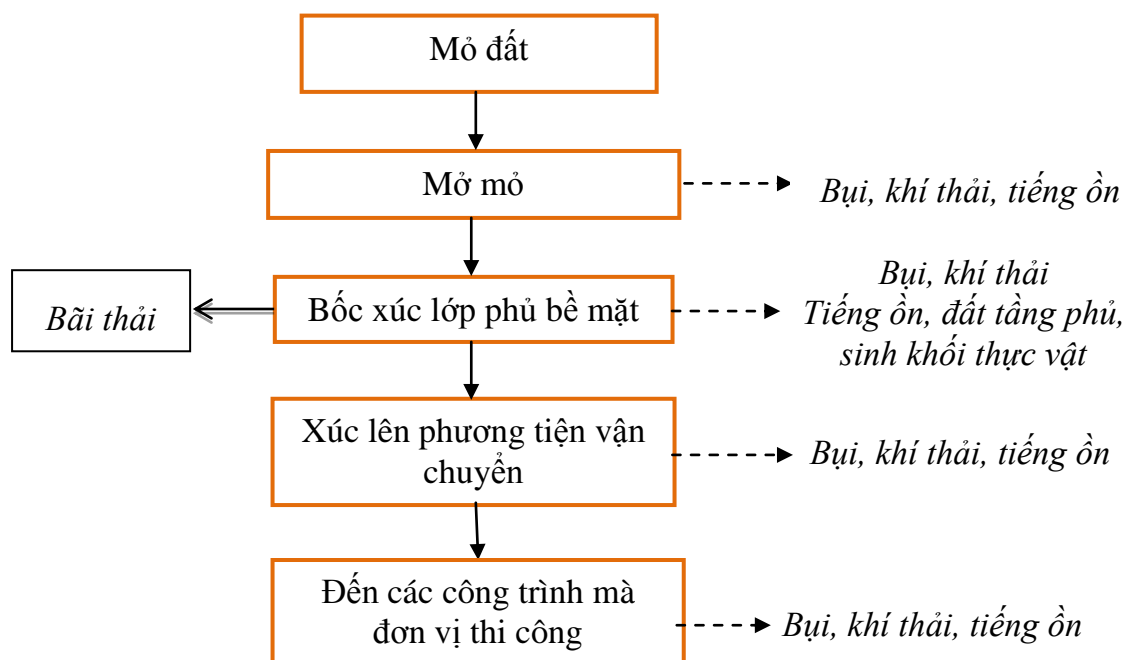 Mỏ đất
Mở mỏ
Bụi, khí thải, tiếng ồn
Bãi thải
Bốc xúc lớp phủ bề mặt
Bụi, khí thải
Tiếng ồn, đất tầng phủ,
sinh khối thực vật
Xúc lên phương tiện vận
chuyển
Bụi, khí thải, tiếng ồn
Đến các công trình mà
đơn vị thi công
Bụi, khí thải, tiếng ồn